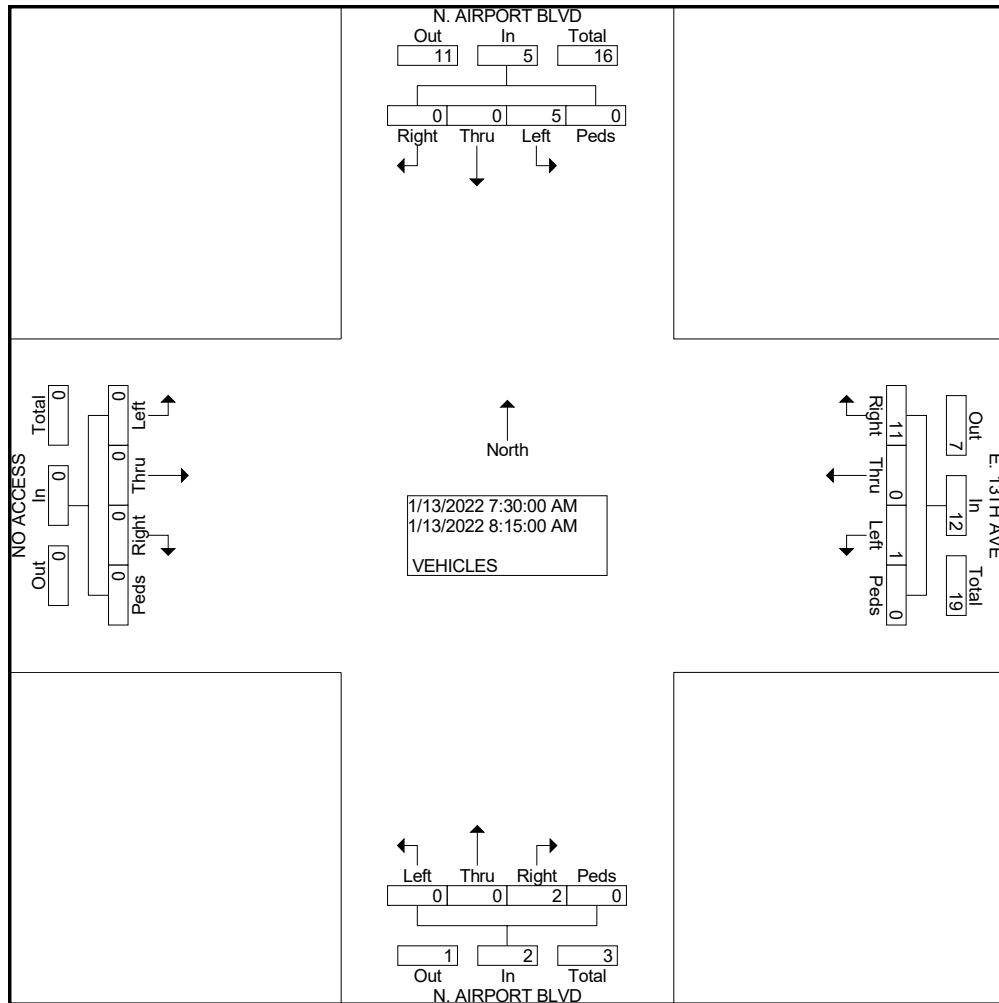 N. AIRPORT BLVD
Out In Total
11 5 16
0 0 5 0
Right Thru Left Peds
NO ACCESS
Total In Out
0 0 0
0 0 0 0
Left Thru Right Peds
North
1/13/2022 7:30:00 AM
1/13/2022 8:15:00 AM
VEHICLES
E. 13TH AVE
Out In Total
7 12 19
11 0 1 0
Right Thru Left Peds
Left Thru Right Peds
0 0 2 0
1 2 3
Out In Total
N. AIRPORT BLVD